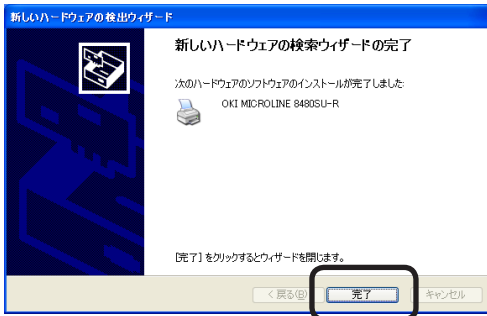 新しいハードウェアの検出ウィザード
新しいハードウェアの検索ウィザードの完了
次のハードウェアのソフトウェアのインストールが完了しました:
OKI MICROLINE 8480SU-R
[完了] をクリックするとウィザードを閉じます。
< 戻る(B)
完了
キャンセル